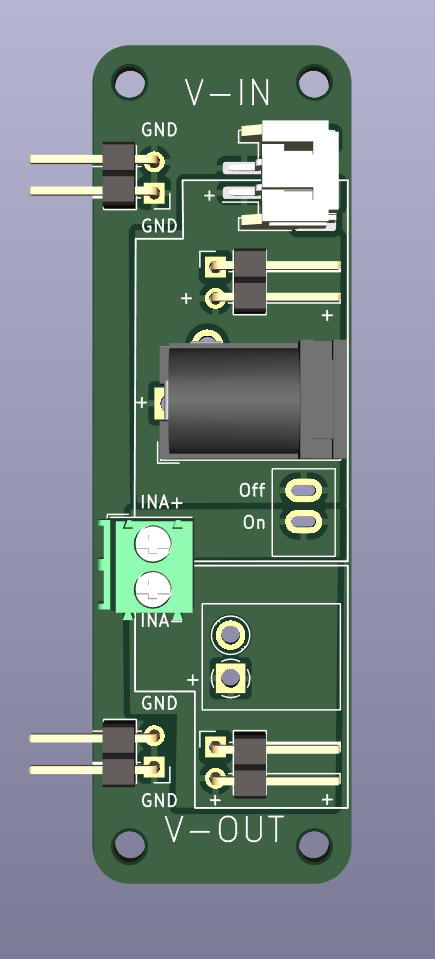 V-IN
GND
+
GND
+
+
+
Off
INA+
On
INA-
+
GND
GND
+
+
V-OUT